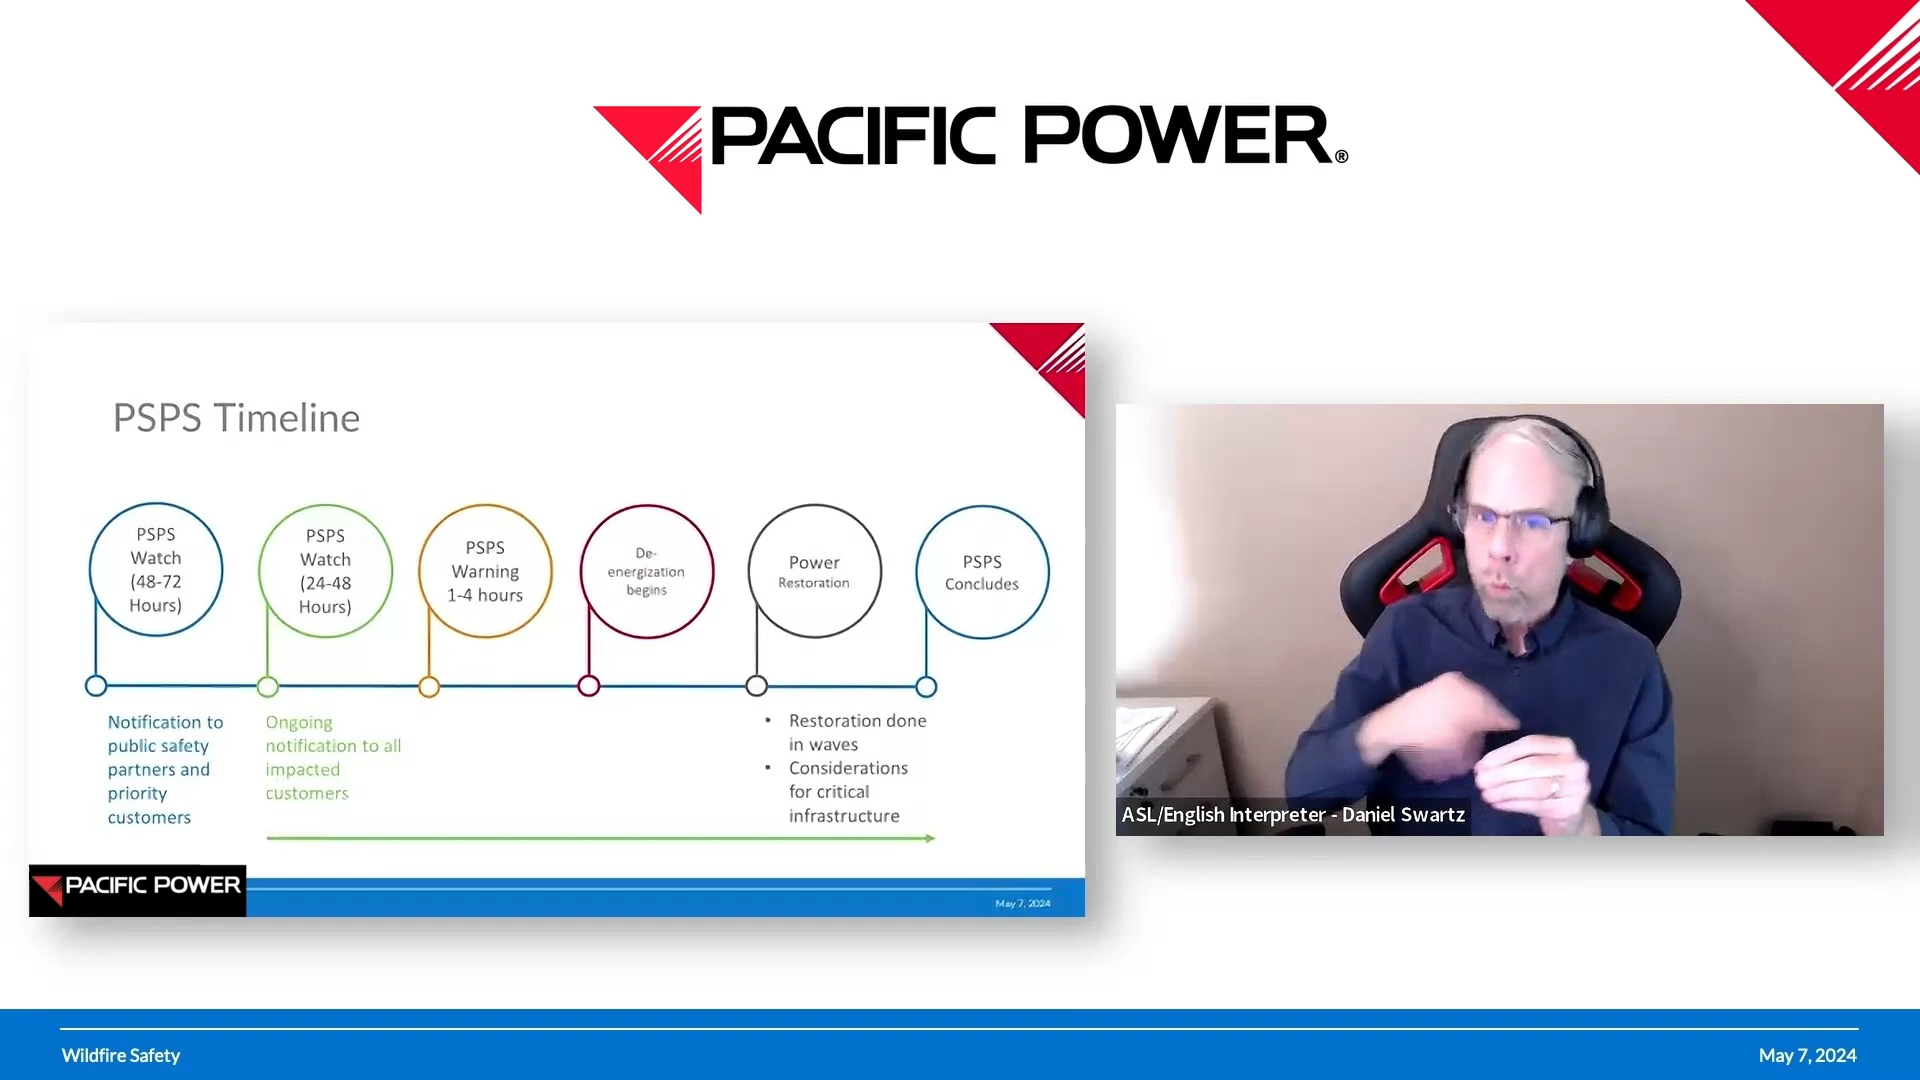 PACIFIC POWER®
PSPS Timeline
PSPS
Watch
(48-72
Hours)
PSPS
Watch
(24-48
Hours)
PSPS
Warning
1-4 hours
De-
energization
begins
Power
Restoration
PSPS
Concludes
Notification to
public safety
partners and
priority
customers
Ongoing
notification to all
impacted
customers
• Restoration done
in waves
• Considerations
for critical
infrastructure
PACIFIC POWER
May 7, 2024
ASL/English Interpreter - Daniel Swartz
Wildfire Safety
May 7, 2024